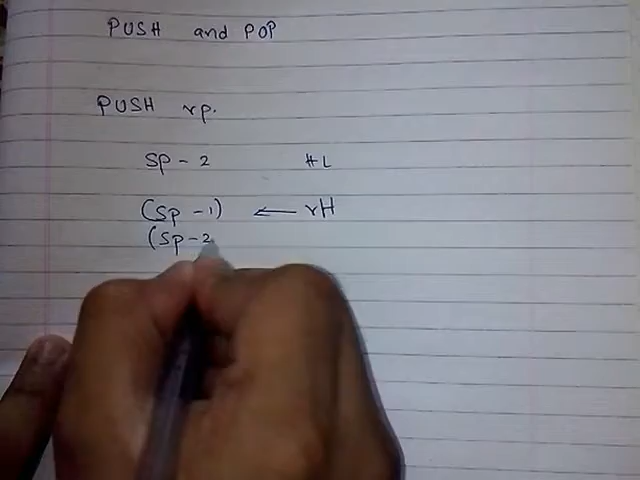 PUSH and POP
PUSH rp.
SP - 2 HL
(SP - 1) ← rH
(SP - 2